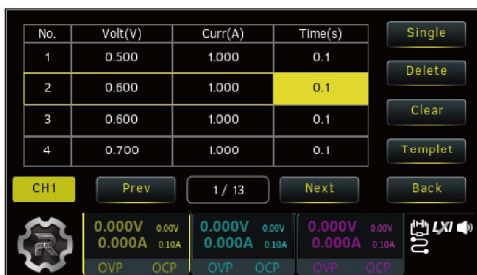 No. Volt(V) Curr(A) Time(s) Single
1 0.500 1.000 0.1
Delete
2 0.600 1.000 0.1
3 0.600 1.000 0.1 Clear
4 0.700 1.000 0.1 Templet
CH1 Prev 1 / 13 Next Back
0.000V 0.00V 0.000V 0.00V 0.000V 0.00V LXI
0.000A 0.10A 0.000A 0.10A 0.000A 0.10A
OVP OCP OVP OCP OVP OCP